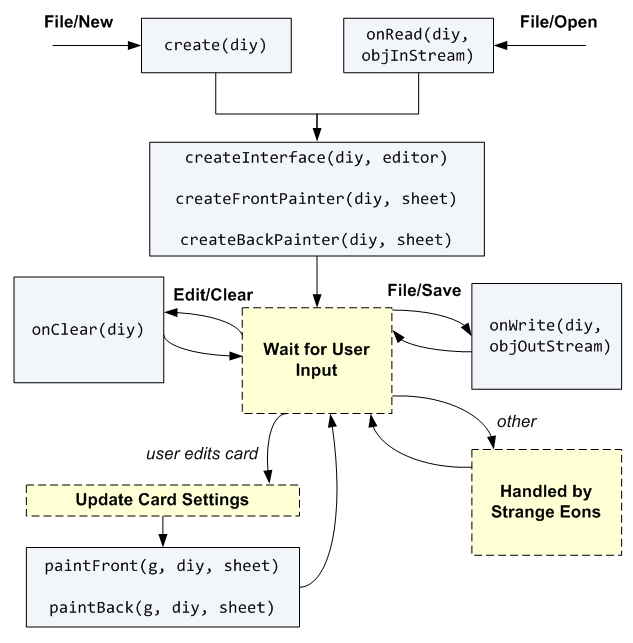 File/New
create(diy)
onRead(diy,
objInStream)
File/Open
createInterface(diy, editor)
createFrontPainter(diy, sheet)
createBackPainter(diy, sheet)
onClear(diy)
Edit/Clear
File/Save
onWrite(diy,
objOutStream)
Wait for User
Input
other
user edits card
Update Card Settings
Handled by
Strange Eons
paintFront(g, diy, sheet)
paintBack(g, diy, sheet)